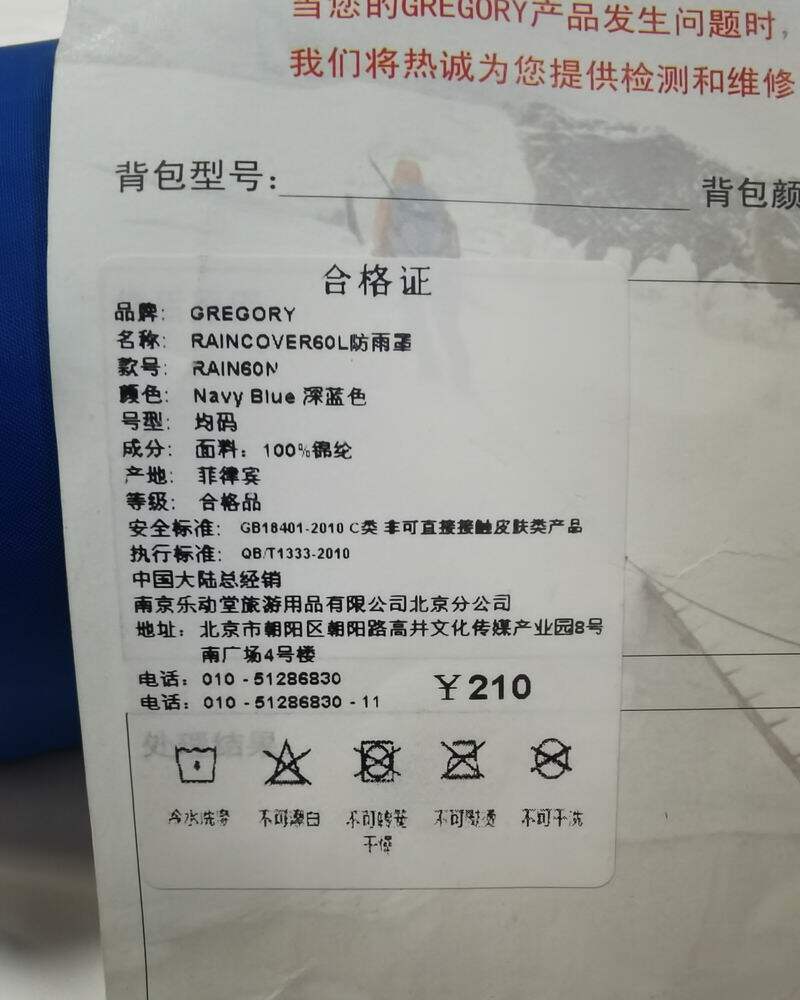 当您的GREGORY产品发生问题时，
我们将热诚为您提供检测和维修
背包型号：
背包颜
合格证
品牌： GREGORY
名称： RAINCOVER60L防雨罩
款号： RAIN60N
颜色： Navy Blue 深蓝色
号型： 均码
成分： 面料：100%锦纶
产地： 菲律宾
等级： 合格品
安全标准： GB18401-2010 C类 非可直接接触皮肤类产品
执行标准： QB/T1333-2010
中国大陆总经销
南京乐动堂旅游用品有限公司北京分公司
地址： 北京市朝阳区朝阳路高井文化传媒产业园8号
南广场4号楼
电话：010 - 51286830
电话：010 - 51286830 - 11
￥210
处理结果
冷水洗涤 不可漂白 不可转笼 不可熨烫 不可干洗
干燥